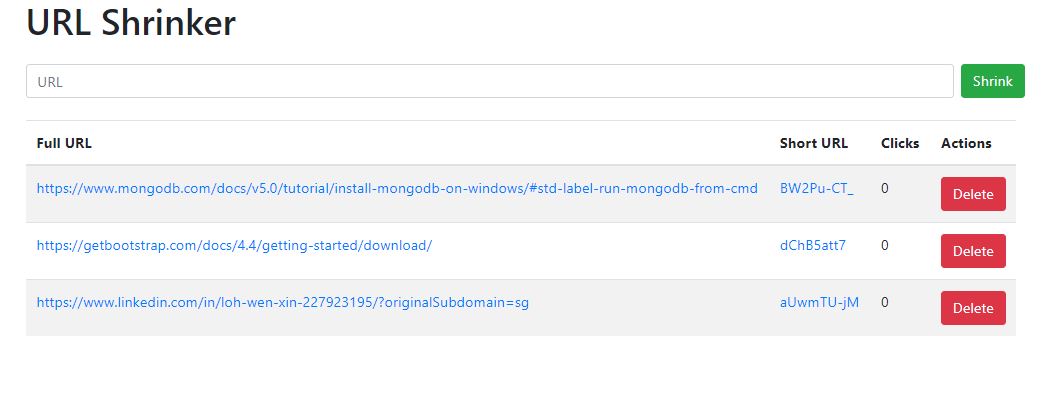 URL Shrinker
URL Shrink
Full URL Short URL Clicks Actions
https://www.mongodb.com/docs/v5.0/tutorial/install-mongodb-on-windows/#std-label-run-mongodb-from-cmd BW2Pu-CT_ 0 Delete
https://getbootstrap.com/docs/4.4/getting-started/download/ dChB5att7 0 Delete
https://www.linkedin.com/in/loh-wen-xin-227923195/?originalSubdomain=sg aUwmTU-jM 0 Delete